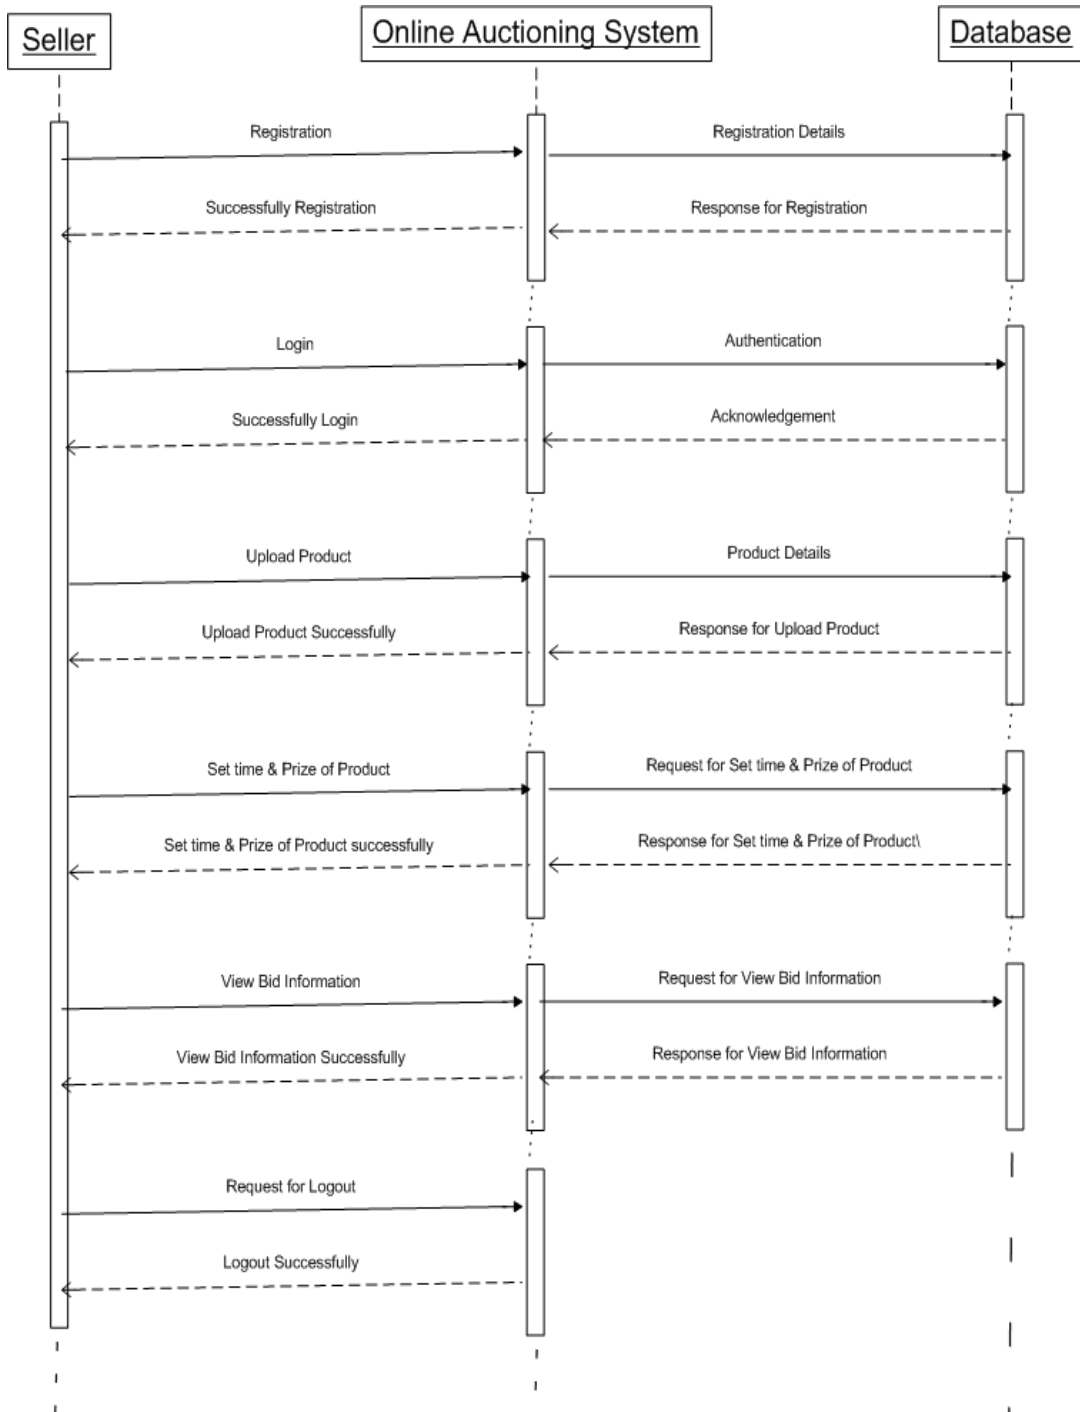 Seller
Online Auctioning System
Database
Registration
Registration Details
Successfully Registration
Response for Registration
Login
Authentication
Successfully Login
Acknowledgement
Upload Product
Product Details
Upload Product Successfully
Response for Upload Product
Set time & Prize of Product
Request for Set time & Prize of Product
Set time & Prize of Product successfully
Response for Set time & Prize of Product\
View Bid Information
Request for View Bid Information
View Bid Information Successfully
Response for View Bid Information
Request for Logout
Logout Successfully